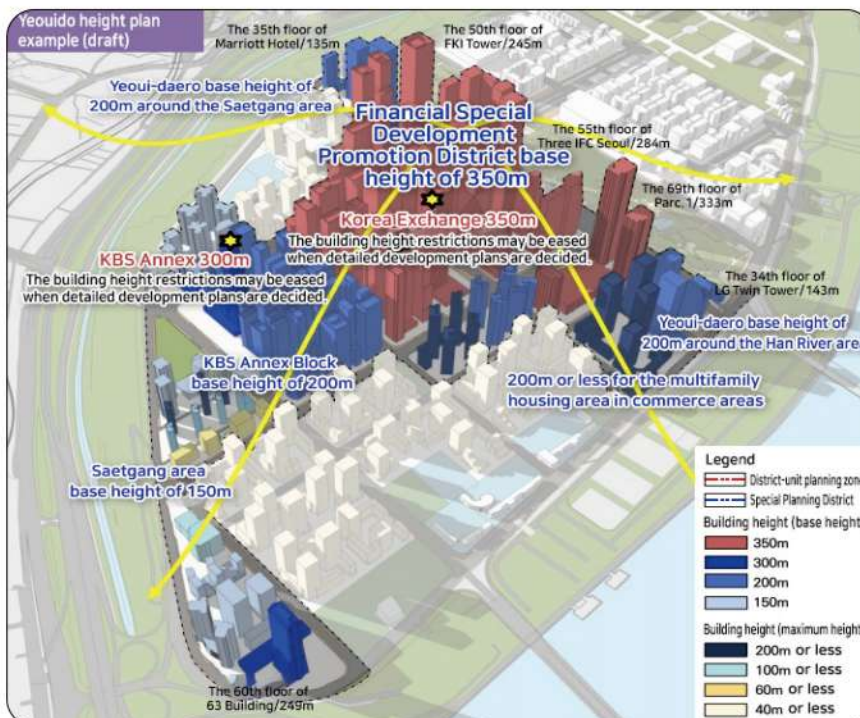 Yeouido height plan
example (draft)
The 35th floor of
Marriott Hotel/135m
The 50th floor of
FKI Tower/245m
Yeoui-daero base height of
200m around the Saetgang area
Financial Special
Development
Promotion District base
height of 350m
The 55th floor of
Three IFC Seoul/284m
The 69th floor of
Parc. 1/333m
Korea Exchange 350m
The building height restrictions may be eased
when detailed development plans are decided.
KBS Annex 300m
The building height restrictions may be eased
when detailed development plans are decided.
The 34th floor of
LG Twin Tower/143m
Yeoui-daero base height of
200m around the Han River area
KBS Annex Block
base height of 200m
200m or less for the multifamily
housing area in commerce areas
Saetgang area
base height of 150m
The 60th floor of
63 Building/249m
Legend
District-unit planning zone
Special Planning District
Building height (base height
350m
300m
200m
150m
Building height (maximum height
200m or less
100m or less
60m or less
40m or less